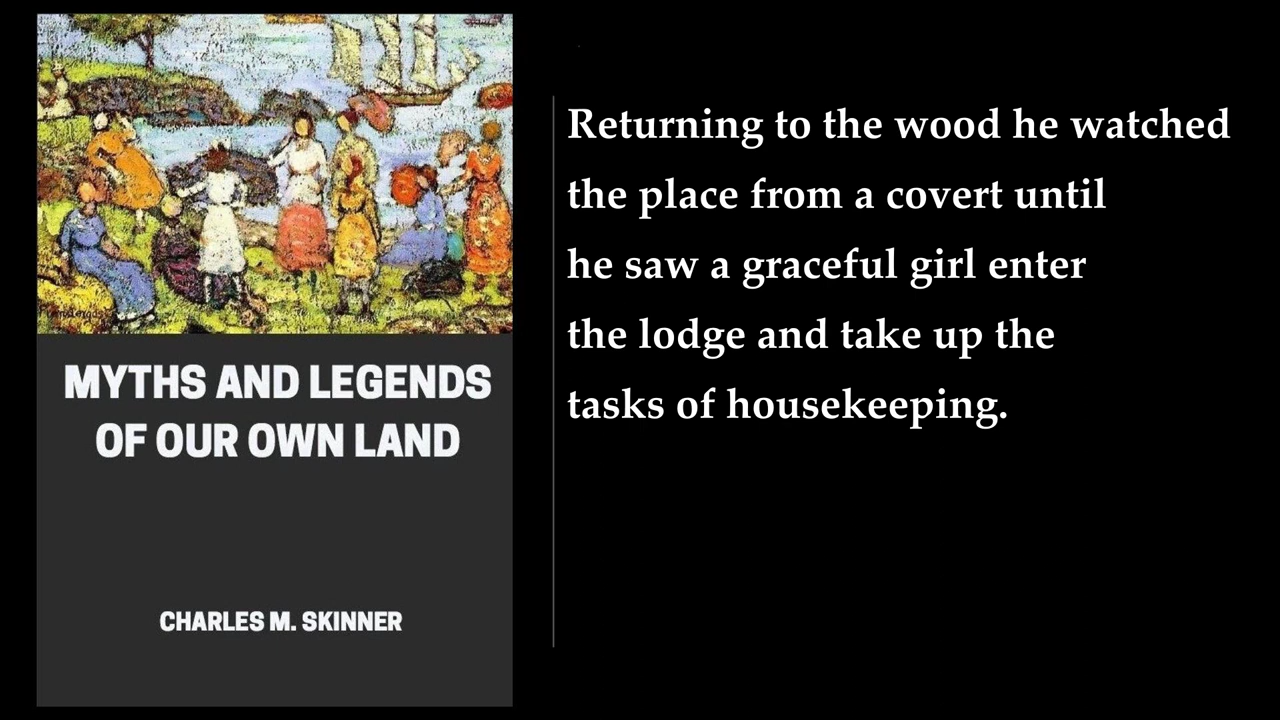 MYTHS AND LEGENDS
OF OUR OWN LAND
CHARLES M. SKINNER
Returning to the wood he watched
the place from a covert until
he saw a graceful girl enter
the lodge and take up the
tasks of housekeeping.